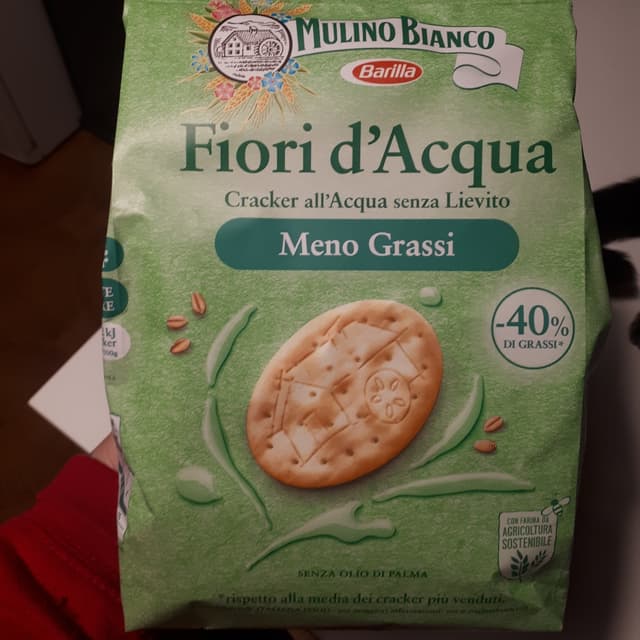 MULINO BIANCO
Barilla
Fiori d'Acqua
Cracker all'Acqua senza Lievito
Meno Grassi
-40%
DI GRASSI*
kJ
CON FARINA DA
AGRICOLTURA
SOSTENIBILE
SENZA OLIO DI PALMA
*rispetto alla media dei cracker più venduti